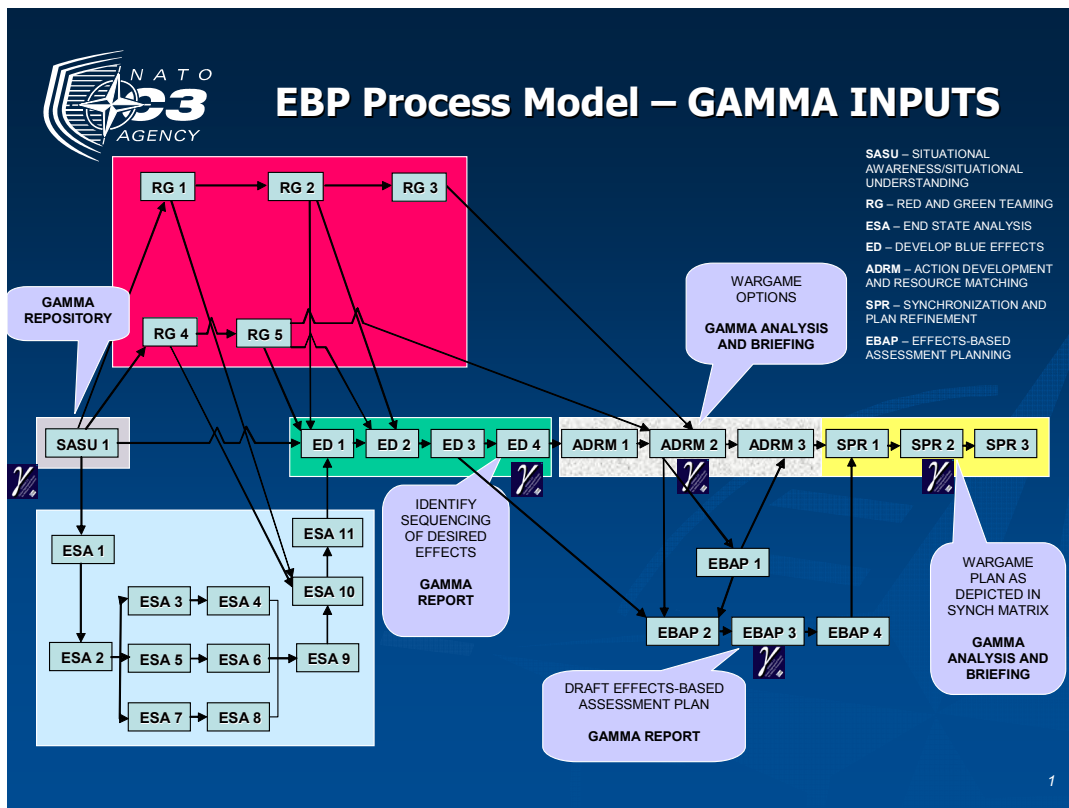 NATO
C3
AGENCY
EBP Process Model – GAMMA INPUTS
SASU – SITUATIONAL
AWARENESS/SITUATIONAL
UNDERSTANDING
RG – RED AND GREEN TEAMING
ESA – END STATE ANALYSIS
ED – DEVELOP BLUE EFFECTS
ADRM – ACTION DEVELOPMENT
AND RESOURCE MATCHING
SPR – SYNCHRONIZATION AND
PLAN REFINEMENT
EBAP – EFFECTS-BASED
ASSESSMENT PLANNING
RG 1
RG 2
RG 3
GAMMA
REPOSITORY
WARGAME
OPTIONS
GAMMA ANALYSIS
AND BRIEFING
RG 4
RG 5
SASU 1
ED 1
ED 2
ED 3
ED 4
ADRM 1
ADRM 2
ADRM 3
SPR 1
SPR 2
SPR 3
γ
γ
γ
γ
IDENTIFY
SEQUENCING
OF DESIRED
EFFECTS
GAMMA
REPORT
ESA 1
ESA 11
ESA 10
ESA 3
ESA 4
ESA 2
ESA 5
ESA 6
ESA 9
ESA 7
ESA 8
EBAP 1
EBAP 2
EBAP 3
EBAP 4
γ
WARGAME
PLAN AS
DEPICTED IN
SYNCH MATRIX
GAMMA
ANALYSIS AND
BRIEFING
DRAFT EFFECTS-BASED
ASSESSMENT PLAN
GAMMA REPORT
1